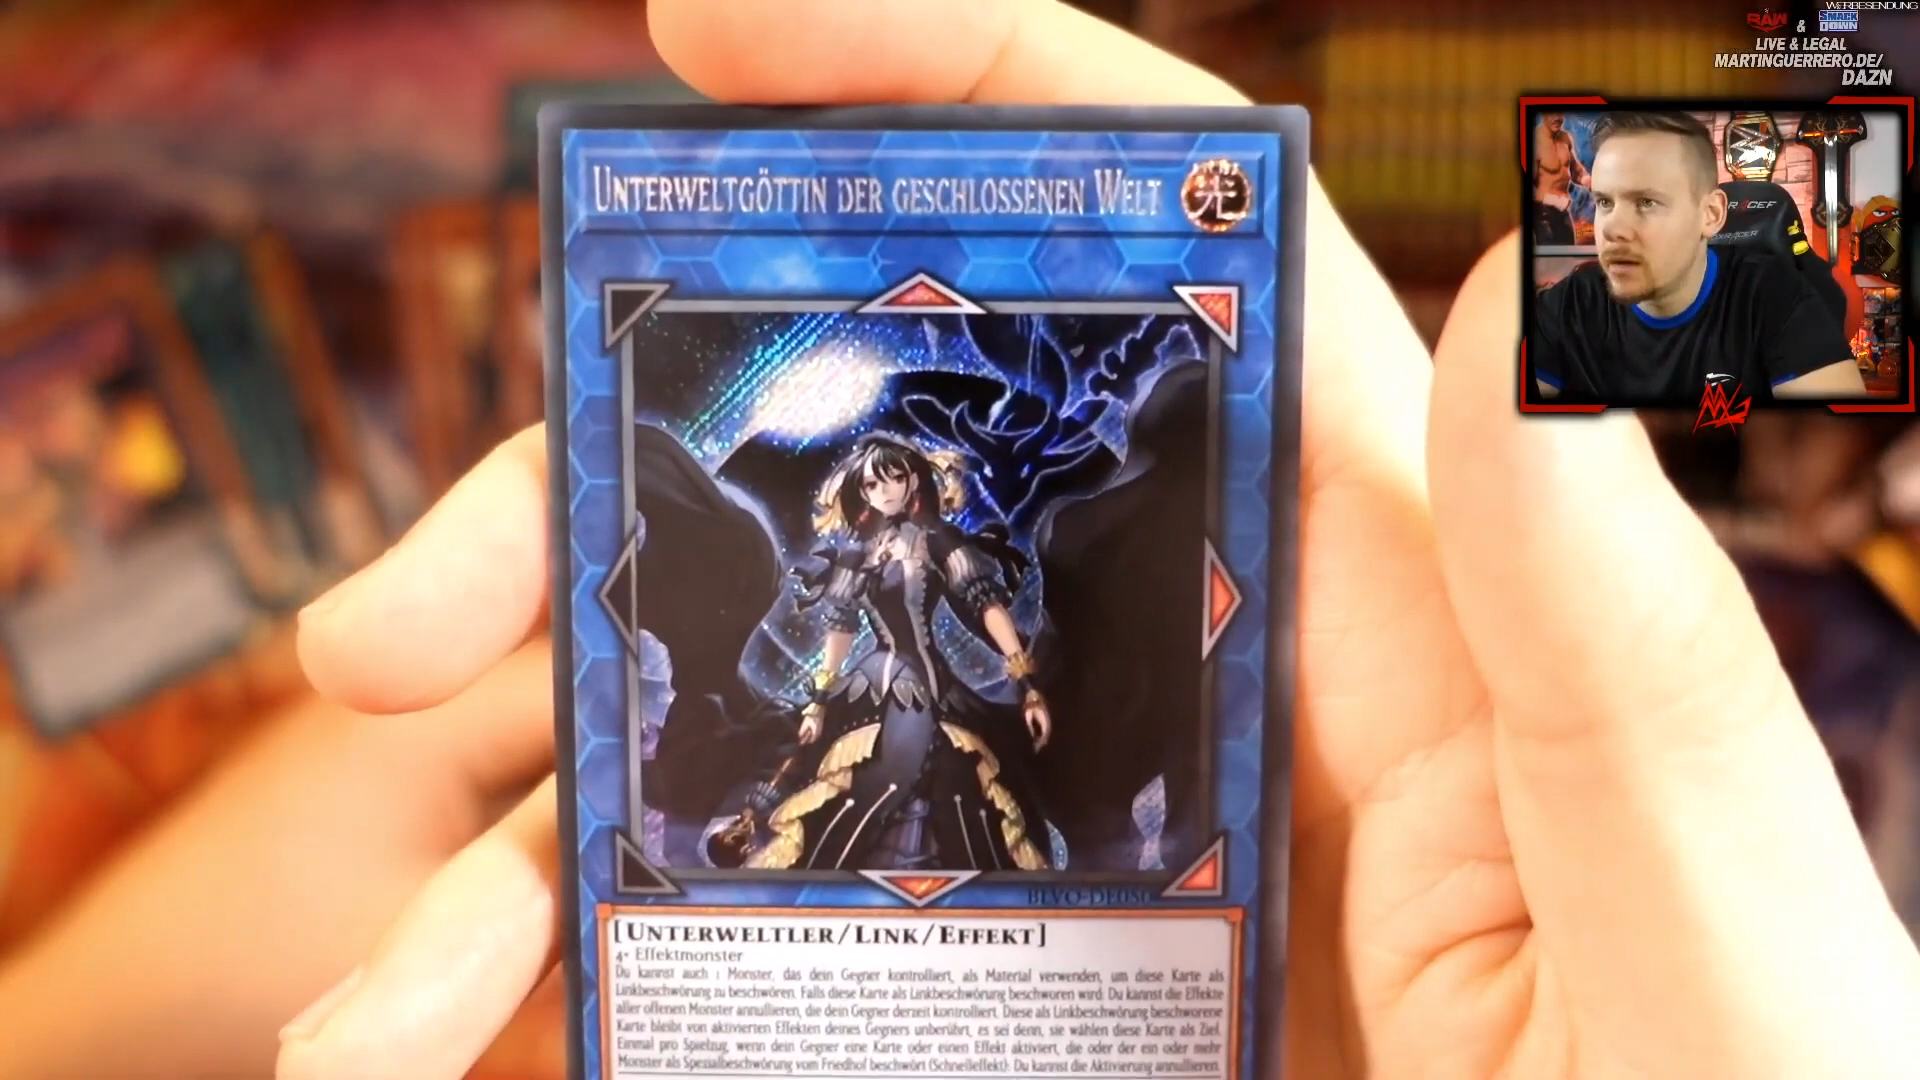 WERBESENDUNG
RAW & SMACK DOWN
LIVE & LEGAL
MARTINGUERRERO.DE/
DAZN
UNTERWELTGÖTTIN DER GESCHLOSSENEN WELT
光
BLVO-DE050
[UNTERWELTLER/LINK/EFFEKT]
4+ Effektmonster
Du kannst auch 1 Monster, das dein Gegner kontrolliert, als Material verwenden, um diese Karte als
Linkbeschwörung zu beschwören. Falls diese Karte als Linkbeschwörung beschworen wird: Du kannst die Effekte
aller offenen Monster annullieren, die dein Gegner derzeit kontrolliert. Diese als Linkbeschwörung beschworene
Karte bleibt von aktivierten Effekten deines Gegners unberührt, es sei denn, sie wählen diese Karte als Ziel.
Einmal pro Spielzug, wenn dein Gegner eine Karte oder einen Effekt aktiviert, die oder der ein oder mehr
Monster als Spezialbeschwörung vom Friedhof beschwört (Schnelleffekt): Du kannst die Aktivierung annullieren.